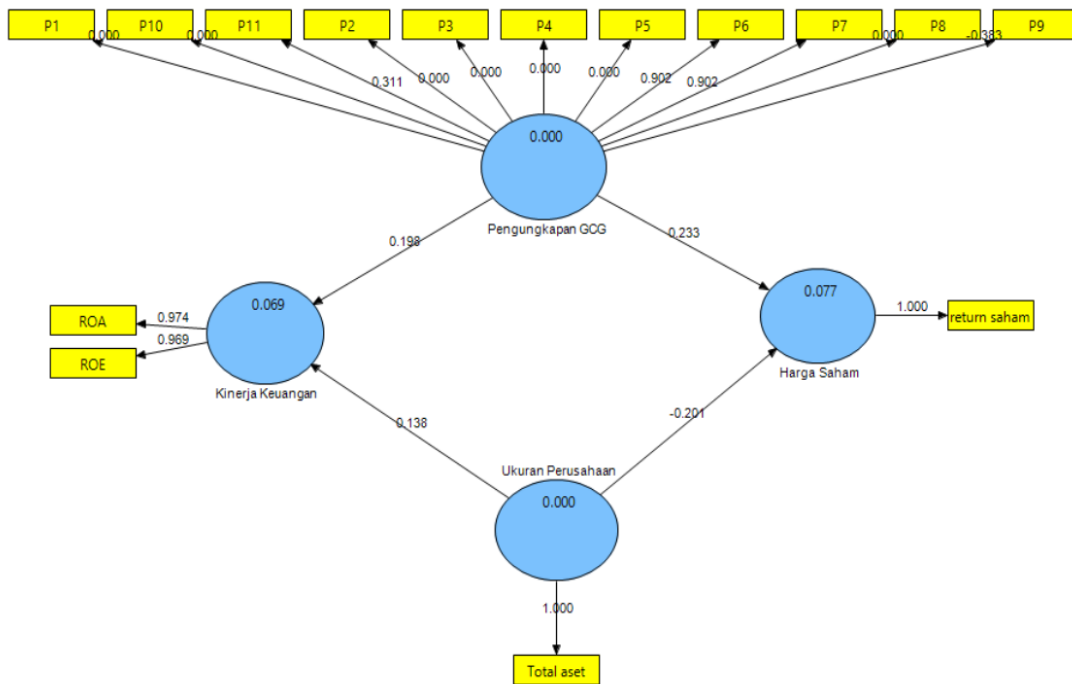 P1
P10
P11
P2
P3
P4
P5
P6
P7
P8
P9
0.000
0.000
0.311
0.000
0.000
0.000
0.000
0.902
0.902
0.000
-0.383
0.000
Pengungkapan GCG
0.198
0.233
0.069
0.077
ROA
0.974
ROE
0.969
1.000
return saham
Kinerja Keuangan
Harga Saham
0.138
-0.201
Ukuran Perusahaan
0.000
1.000
Total aset